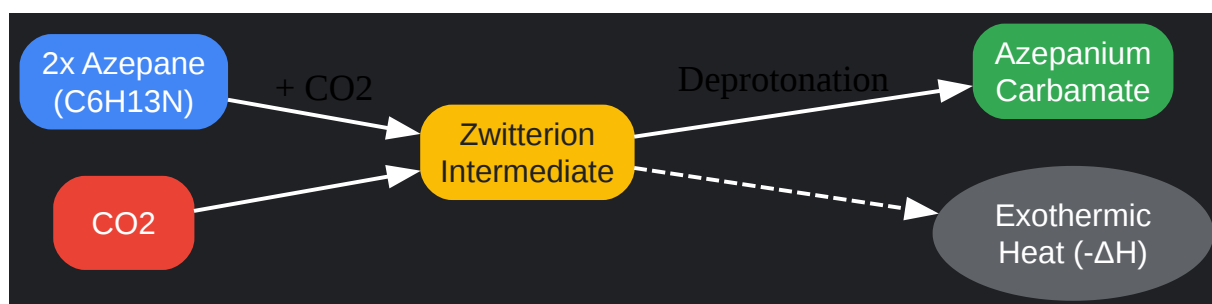 2x Azepane
(C6H13N)
+ CO2
CO2
Zwitterion
Intermediate
Deprotonation
Azepanium
Carbamate
Exothermic
Heat (-ΔH)